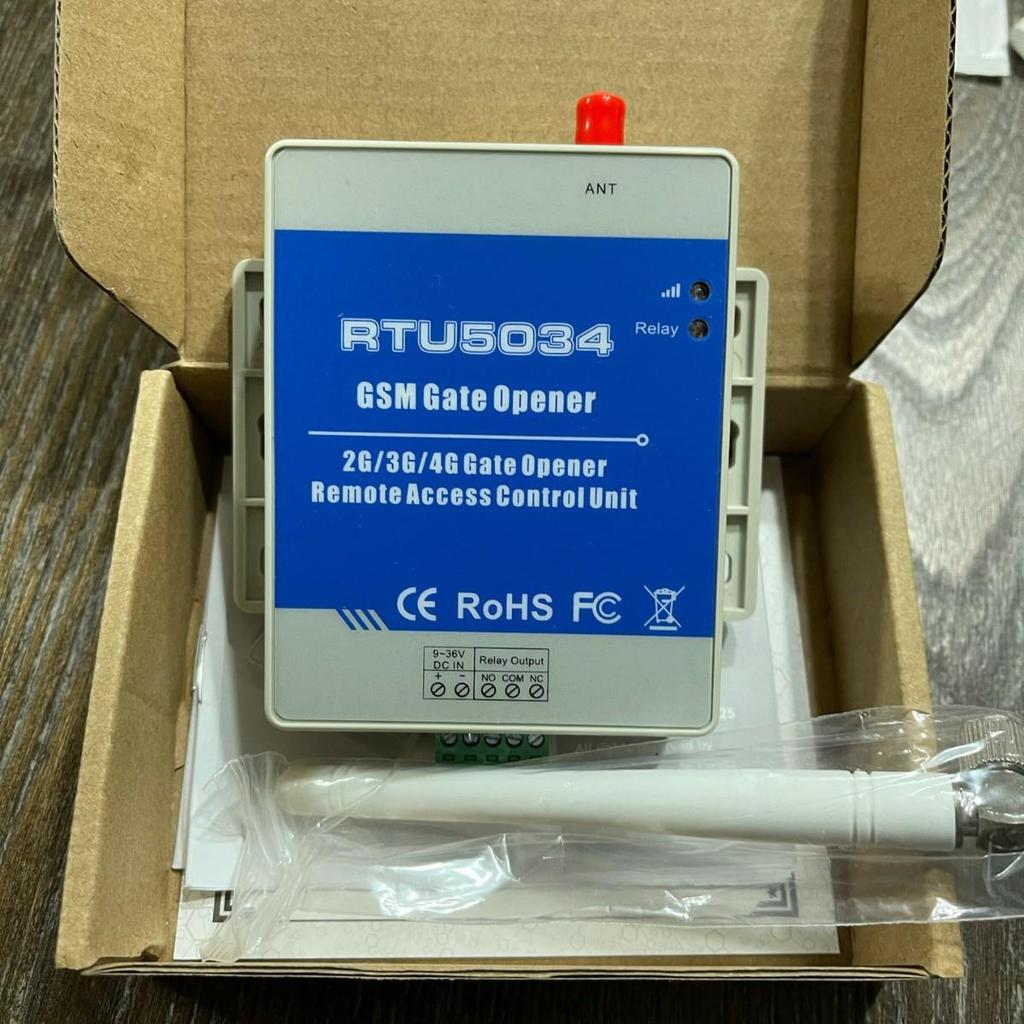 ANT
Relay
RTU5034
GSM Gate Opener
2G/3G/4G Gate Opener
Remote Access Control Unit
CE RoHS FC
9~36V
DC IN
Relay Output
+ - NO COM NC
25